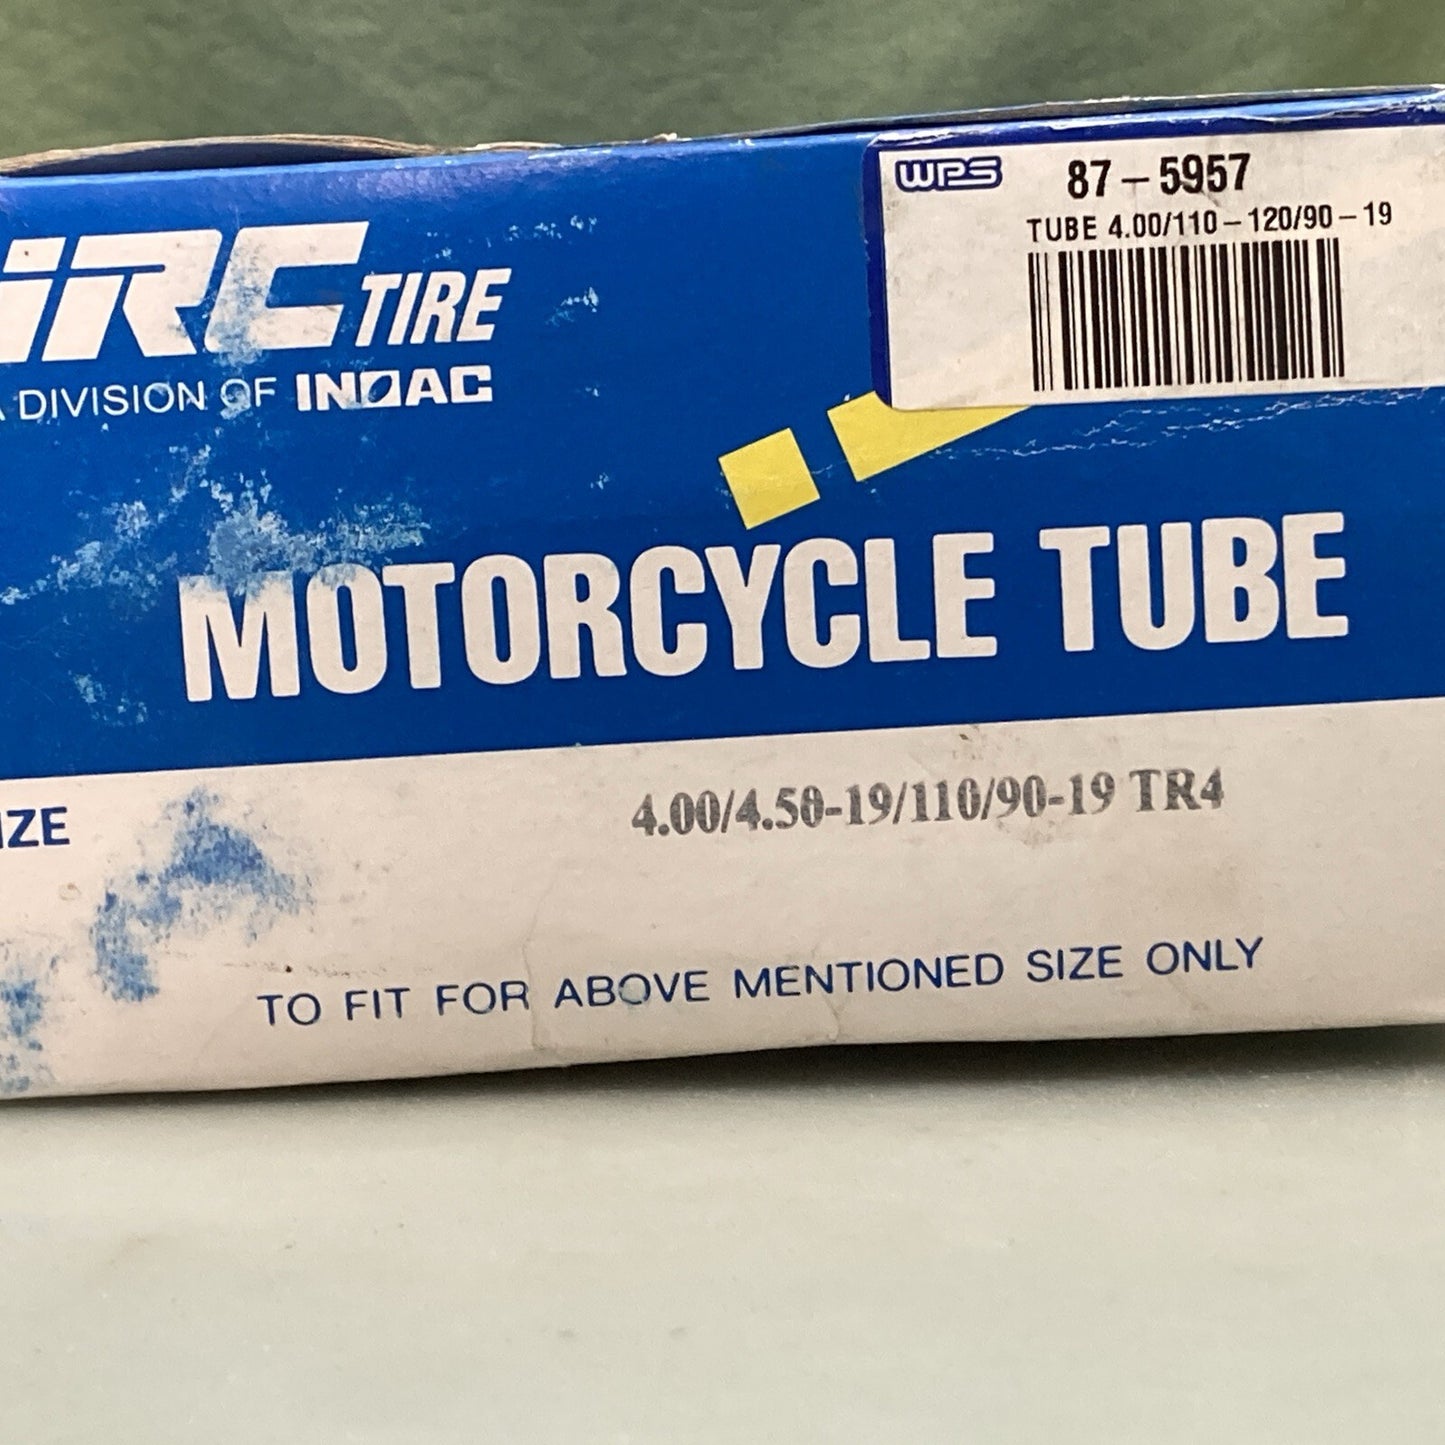 iRC TIRE
A DIVISION OF INOAC
WPS 87-5957
TUBE 4.00/110-120/90-19
MOTORCYCLE TUBE
IZE 4.00/4.50-19/110/90-19 TR4
TO FIT FOR ABOVE MENTIONED SIZE ONLY